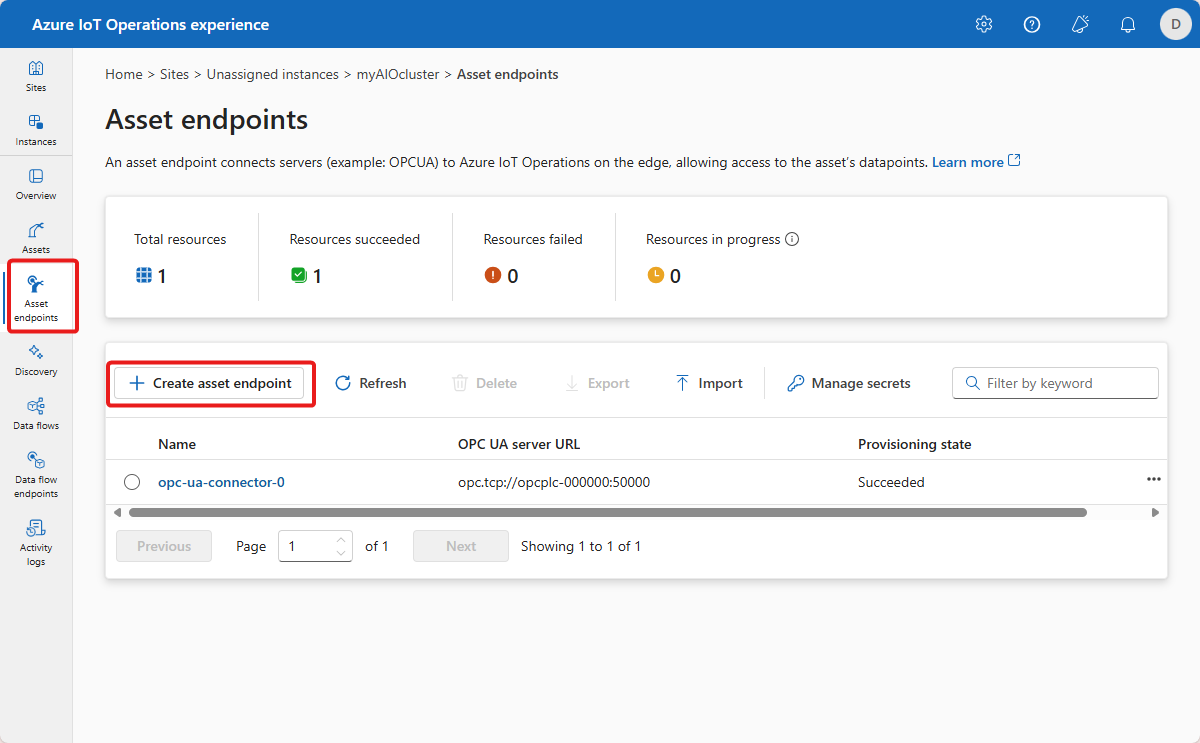 Azure IoT Operations experience
D
Sites
Instances
Overview
Assets
Asset
endpoints
Discovery
Data flows
Data flow
endpoints
Activity
logs
Home > Sites > Unassigned instances > myAIOcluster > Asset endpoints
Asset endpoints
An asset endpoint connects servers (example: OPCUA) to Azure IoT Operations on the edge, allowing access to the asset's datapoints. Learn more
Total resources
1
Resources succeeded
1
Resources failed
0
Resources in progress
0
Create asset endpoint Refresh Delete Export Import Manage secrets Filter by keyword
Name OPC UA server URL Provisioning state
opc-ua-connector-0 opc.tcp://opcplc-000000:50000 Succeeded ...
Previous Page 1 of 1 Next Showing 1 to 1 of 1